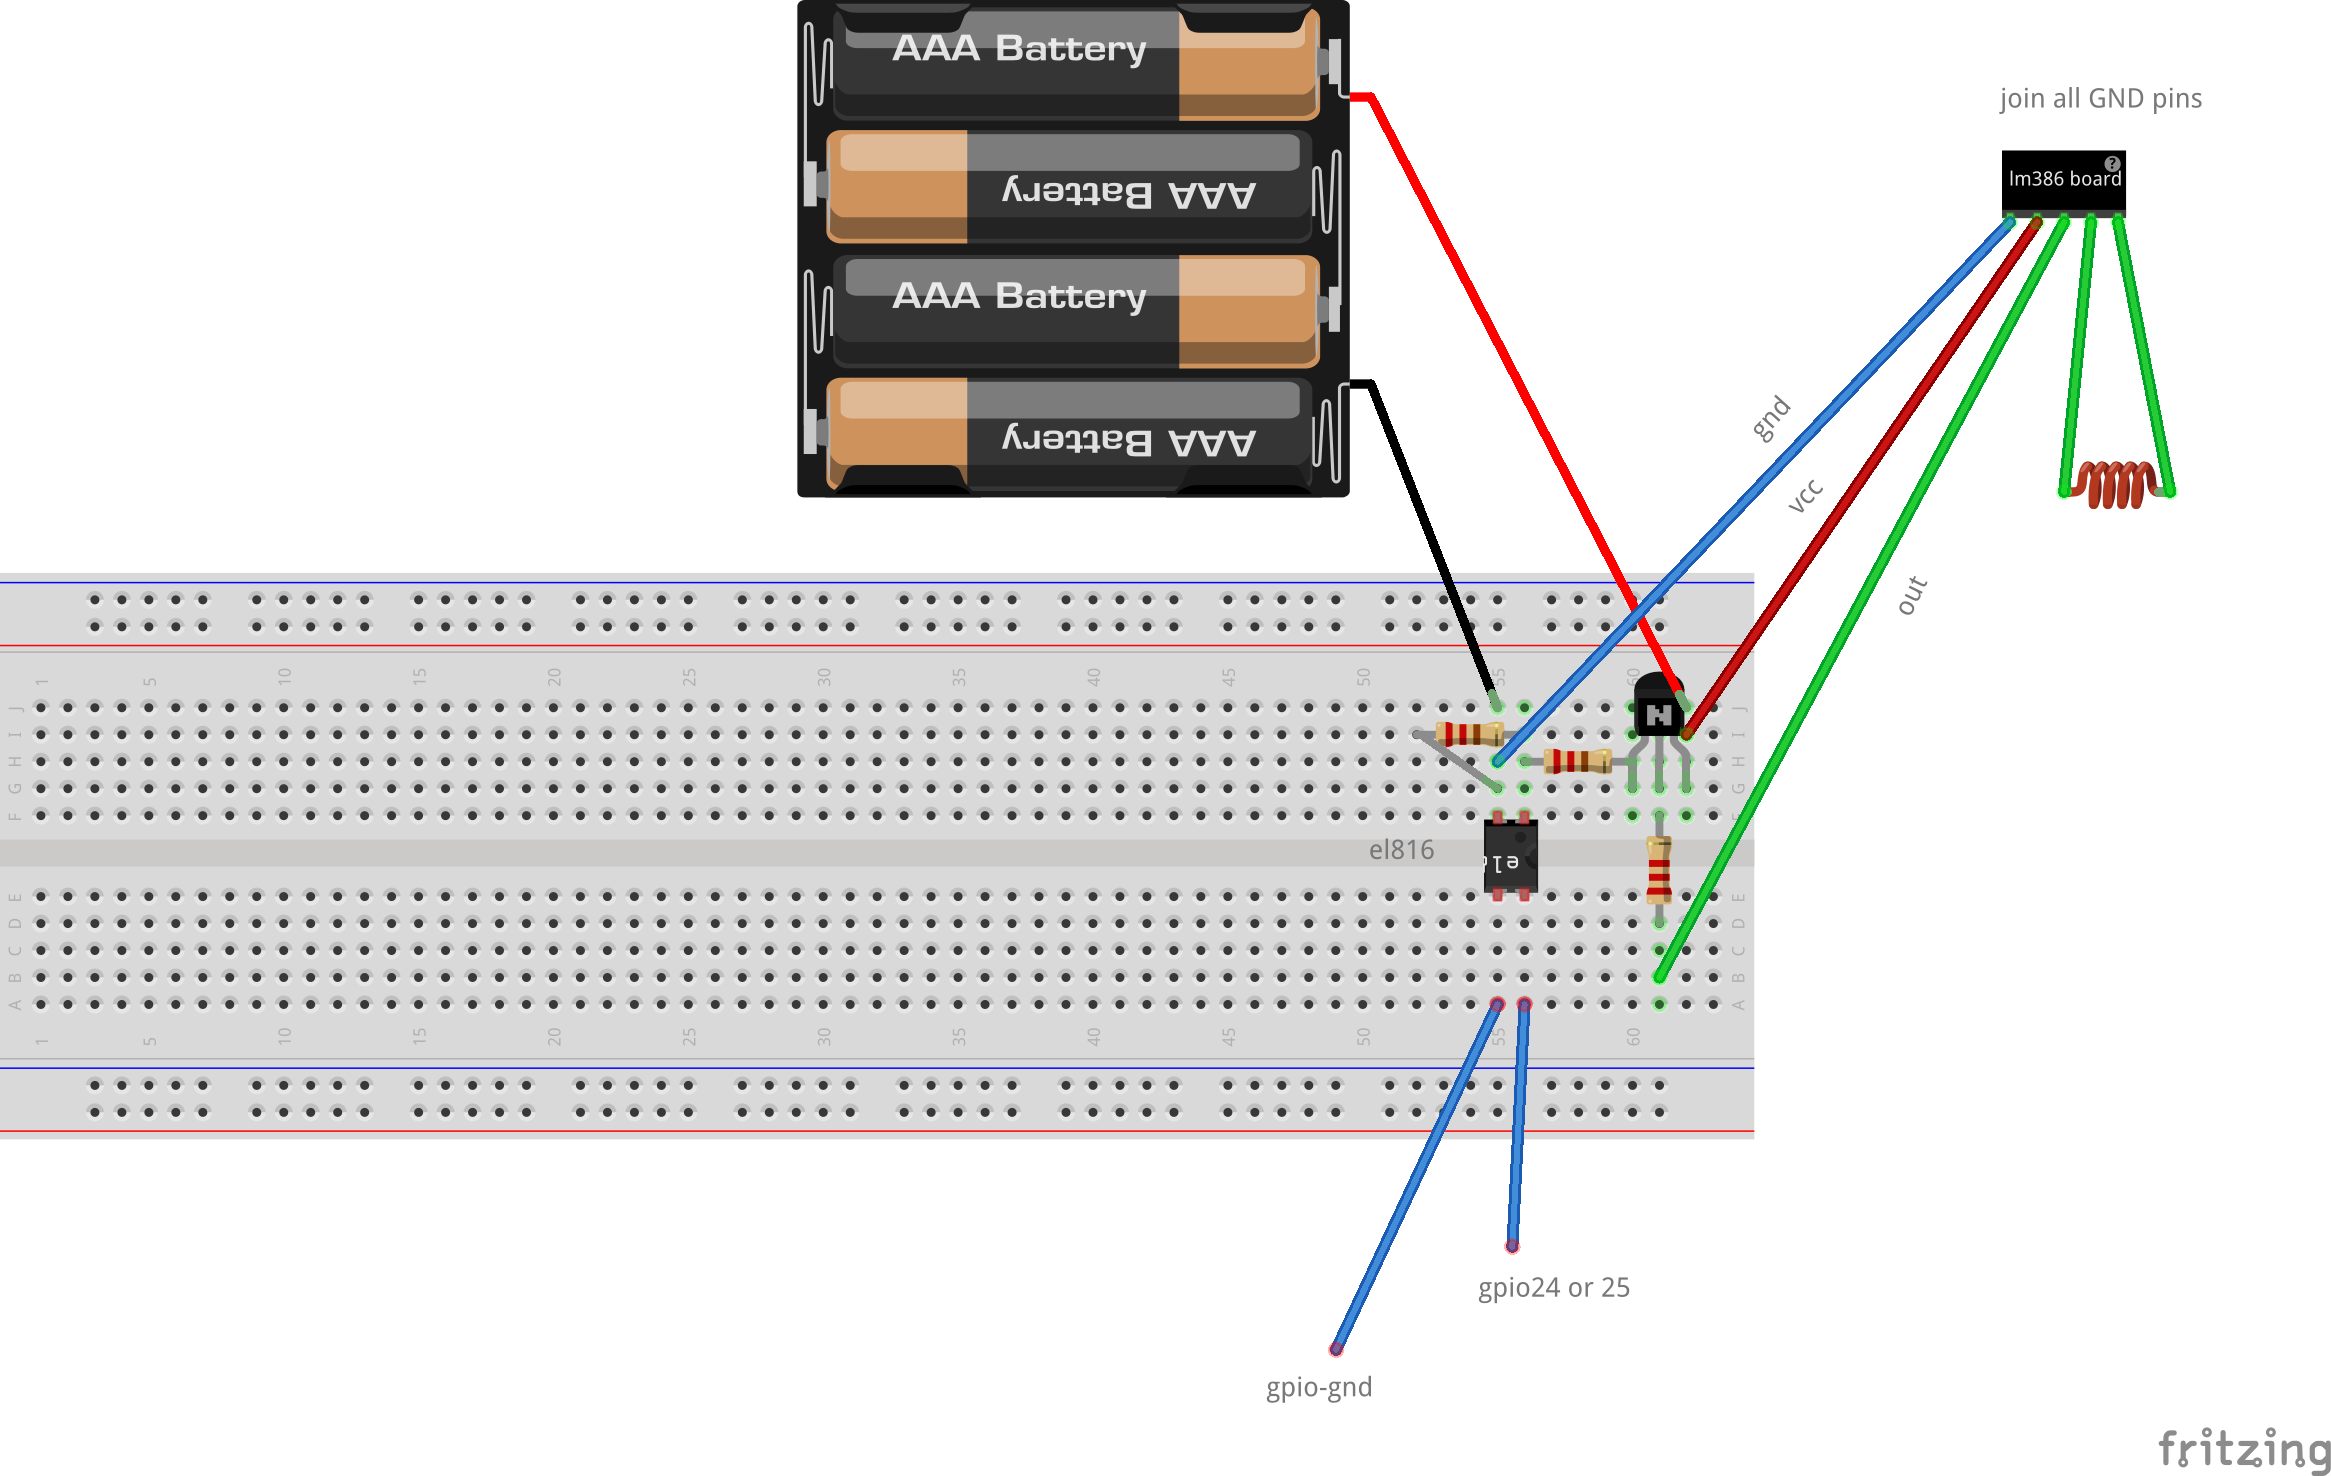 AAA Battery
AAA Battery
AAA Battery
AAA Battery
join all GND pins
?
lm386 board
gnd
vcc
out
1 5 10 15 20 25 30 35 40 45 50 55 60
J J
I I
H H
G G
F F
el816
E E
D D
C C
B B
A A
1 5 10 15 20 25 30 35 40 45 50 55 60
gpio24 or 25
gpio-gnd
fritzing